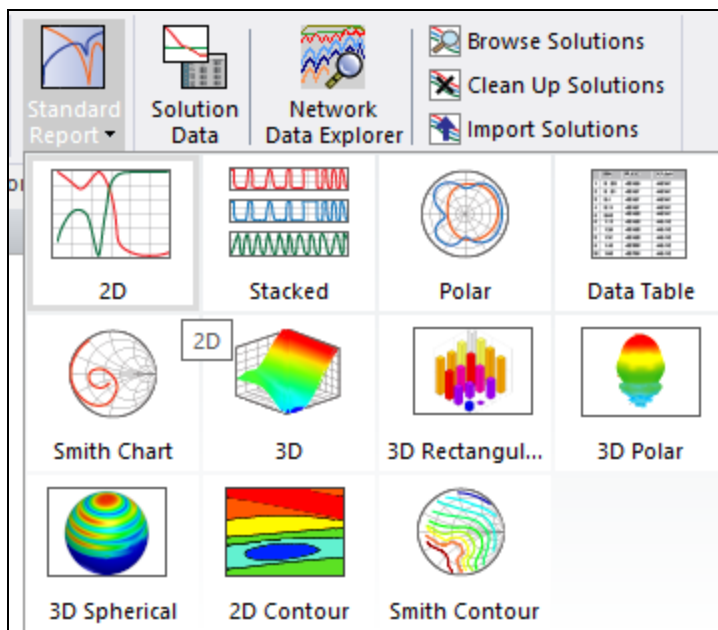 Standard
Report
Solution
Data
Network
Data Explorer
Browse Solutions
Clean Up Solutions
Import Solutions
2D
Stacked
Polar
Data Table
2D
Smith Chart
3D
3D Rectangul...
3D Polar
3D Spherical
2D Contour
Smith Contour